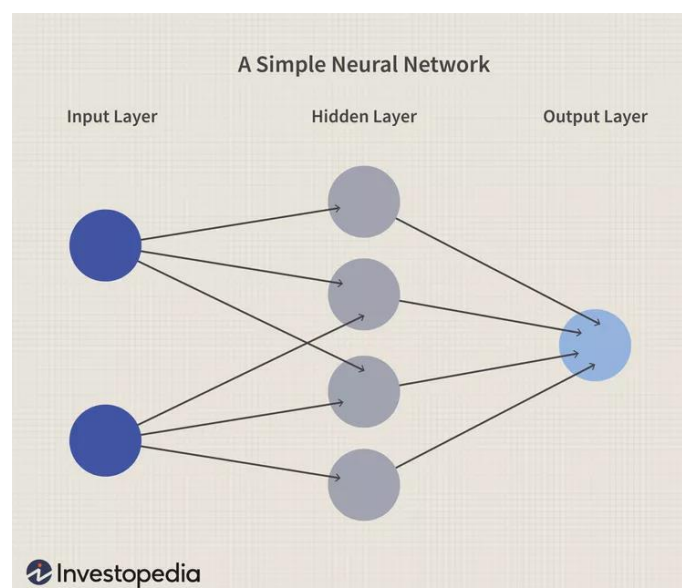 A Simple Neural Network
Input Layer
Hidden Layer
Output Layer
Investopedia